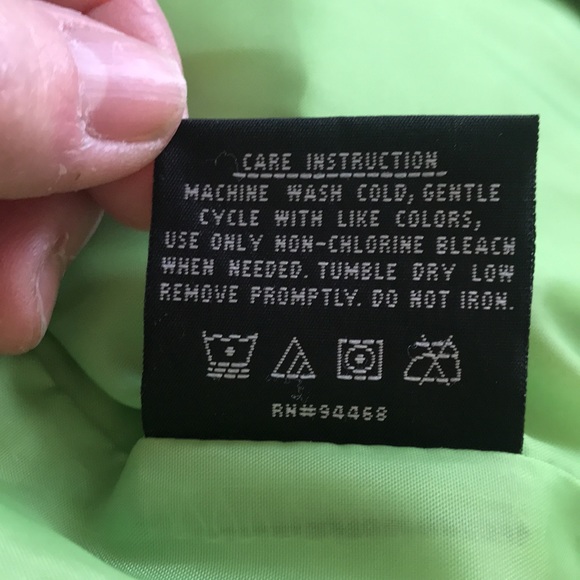 CARE INSTRUCTION
MACHINE WASH COLD, GENTLE
CYCLE WITH LIKE COLORS,
USE ONLY NON-CHLORINE BLEACH
WHEN NEEDED. TUMBLE DRY LOW
REMOVE PROMPTLY. DO NOT IRON.
RN#94468